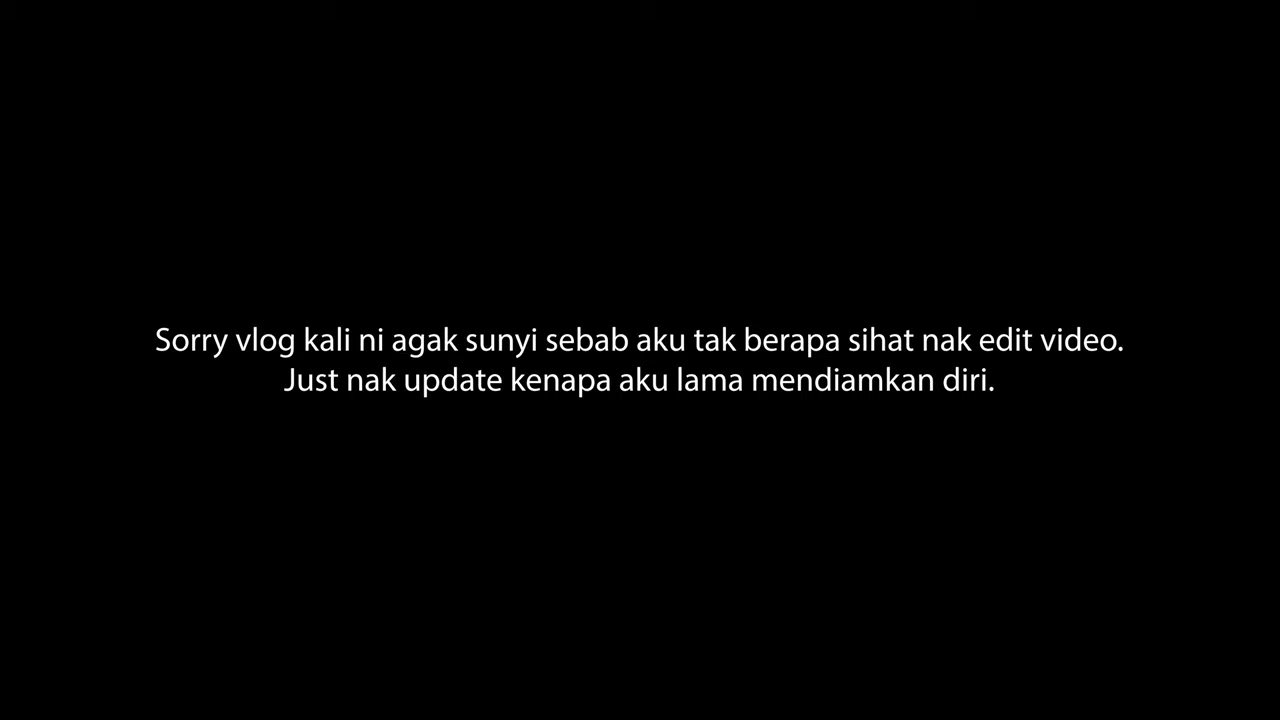 Sorry vlog kali ni agak sunyi sebab aku tak berapa sihat nak edit video.
Just nak update kenapa aku lama mendiamkan diri.